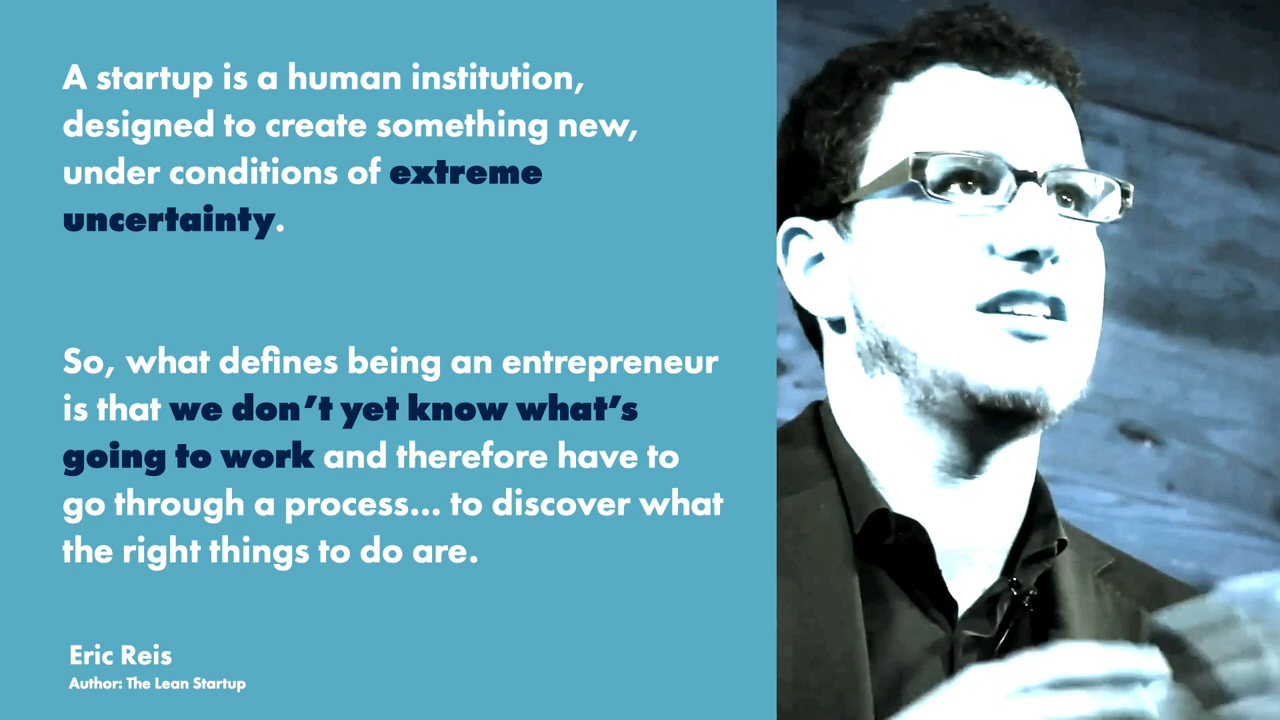 A startup is a human institution,
designed to create something new,
under conditions of extreme
uncertainty.
So, what defines being an entrepreneur
is that we don’t yet know what’s
going to work and therefore have to
go through a process... to discover what
the right things to do are.
Eric Reis
Author: The Lean Startup